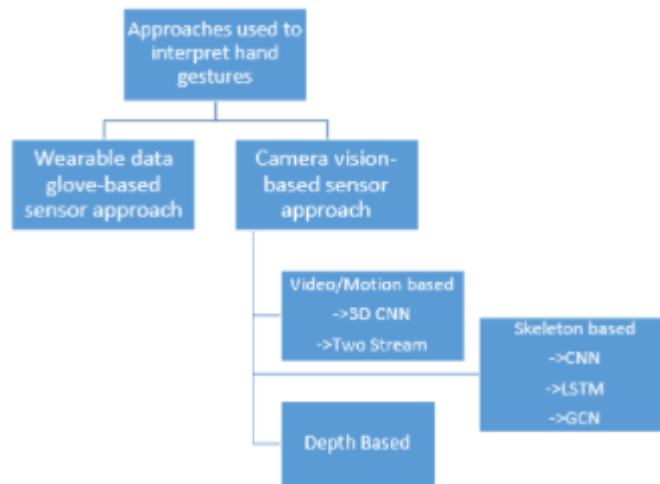 Approaches used to
interpret hand
gestures
Wearable data
glove-based
sensor approach
Camera vision-
based sensor
approach
Video/Motion based
->3D CNN
->Two Stream
Skeleton based
->CNN
->LSTM
->GCN
Depth Based